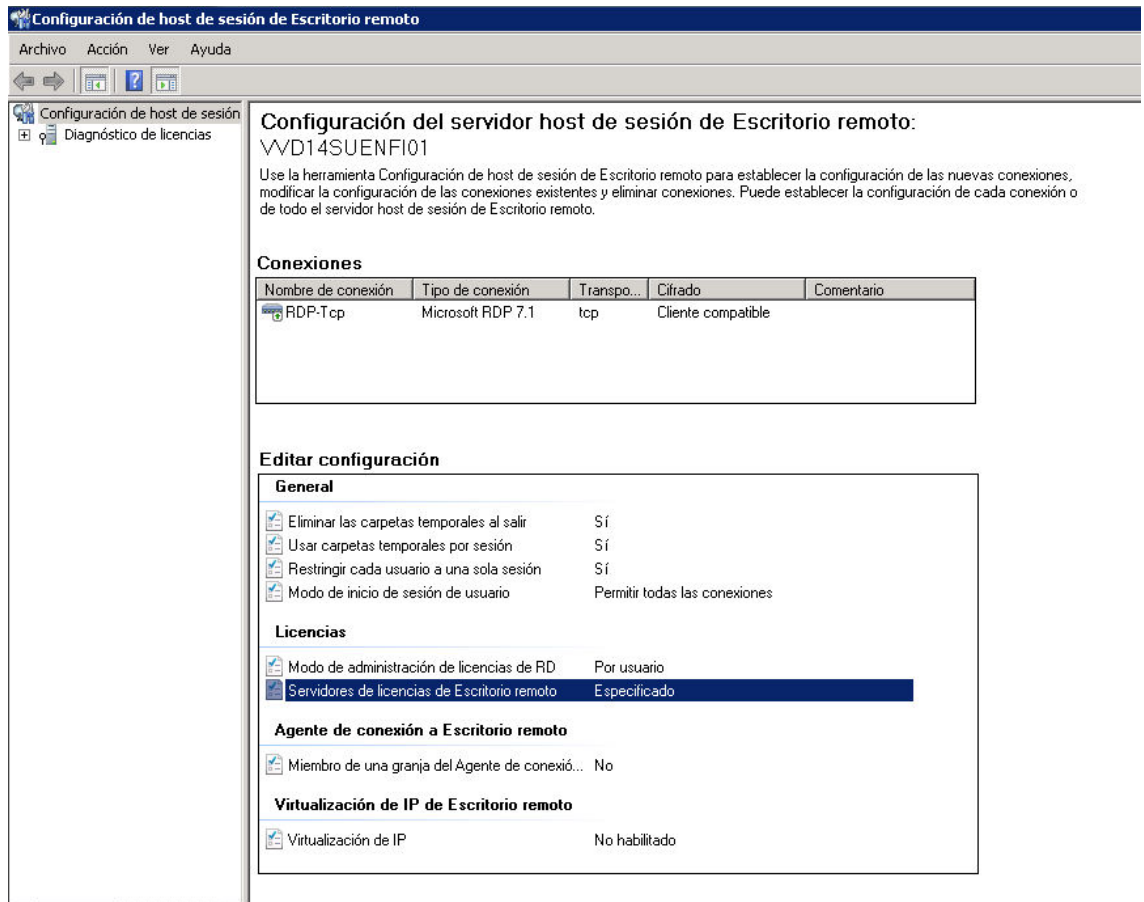 Configuración de host de sesión de Escritorio remoto
Archivo Acción Ver Ayuda
Configuración de host de sesión
Diagnóstico de licencias
Configuración del servidor host de sesión de Escritorio remoto:
VVD14SUENFI01
Use la herramienta Configuración de host de sesión de Escritorio remoto para establecer la configuración de las nuevas conexiones,
modificar la configuración de las conexiones existentes y eliminar conexiones. Puede establecer la configuración de cada conexión o
de todo el servidor host de sesión de Escritorio remoto.
Conexiones
Nombre de conexión Tipo de conexión Transpo... Cifrado Comentario
RDP-Tcp Microsoft RDP 7.1 tcp Cliente compatible
Editar configuración
General
Eliminar las carpetas temporales al salir Sí
Usar carpetas temporales por sesión Sí
Restringir cada usuario a una sola sesión Sí
Modo de inicio de sesión de usuario Permitir todas las conexiones
Licencias
Modo de administración de licencias de RD Por usuario
Servidores de licencias de Escritorio remoto Especificado
Agente de conexión a Escritorio remoto
Miembro de una granja del Agente de conexió... No
Virtualización de IP de Escritorio remoto
Virtualización de IP No habilitado